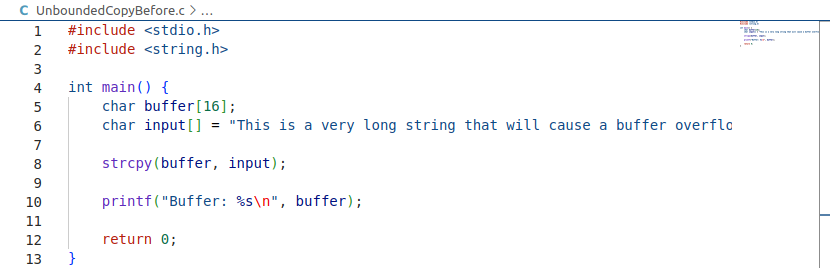 C UnboundedCopyBefore.c > ...
1 #include <stdio.h>
2 #include <string.h>
3
4 int main() {
5     char buffer[16];
6     char input[] = "This is a very long string that will cause a buffer overflo
7
8     strcpy(buffer, input);
9
10     printf("Buffer: %s\n", buffer);
11
12     return 0;
13 }